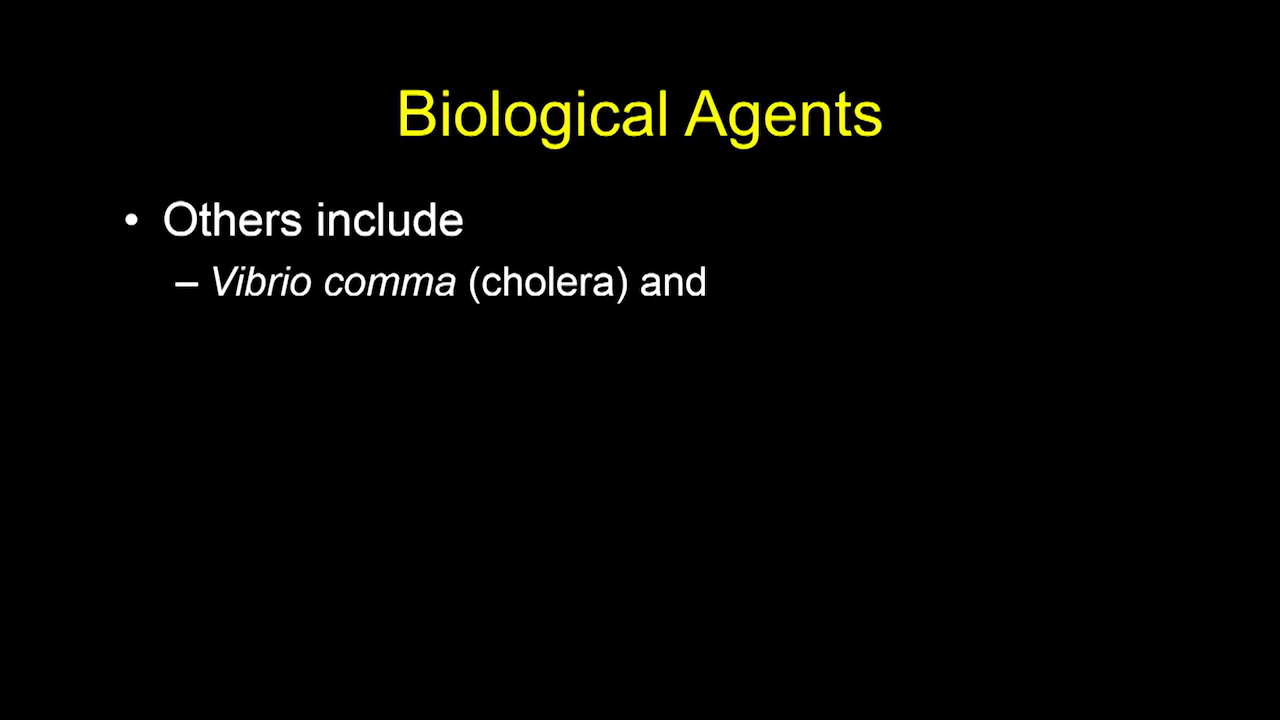 Biological Agents
• Others include
– Vibrio comma (cholera) and